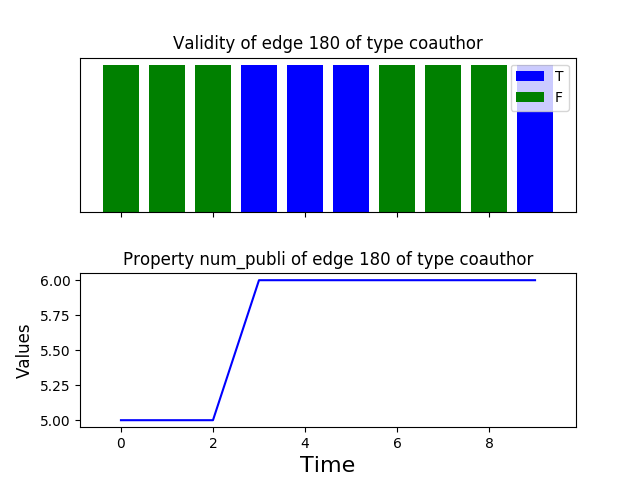 Validity of edge 180 of type coauthor
T
F
Property num_publi of edge 180 of type coauthor
6.00
5.75
5.50
5.25
5.00
Values
0 2 4 6 8
Time